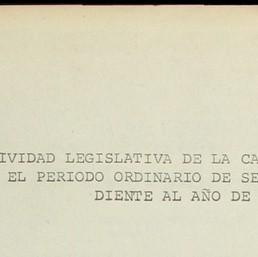 IVIDAD LEGISLATIVA DE LA CA
EL PERIODO ORDINARIO DE SE
DIENTE AL AÑO DE